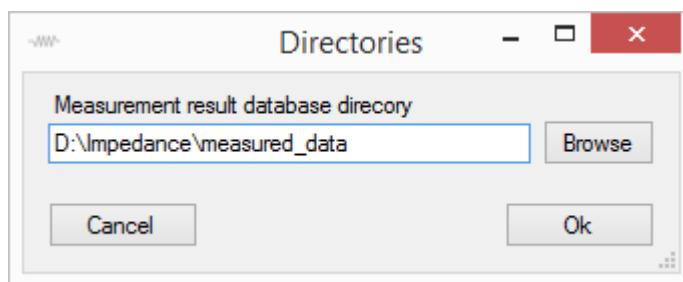 Directories
Measurement result database direcory
D:\Impedance\measured_data
Browse
Cancel
Ok